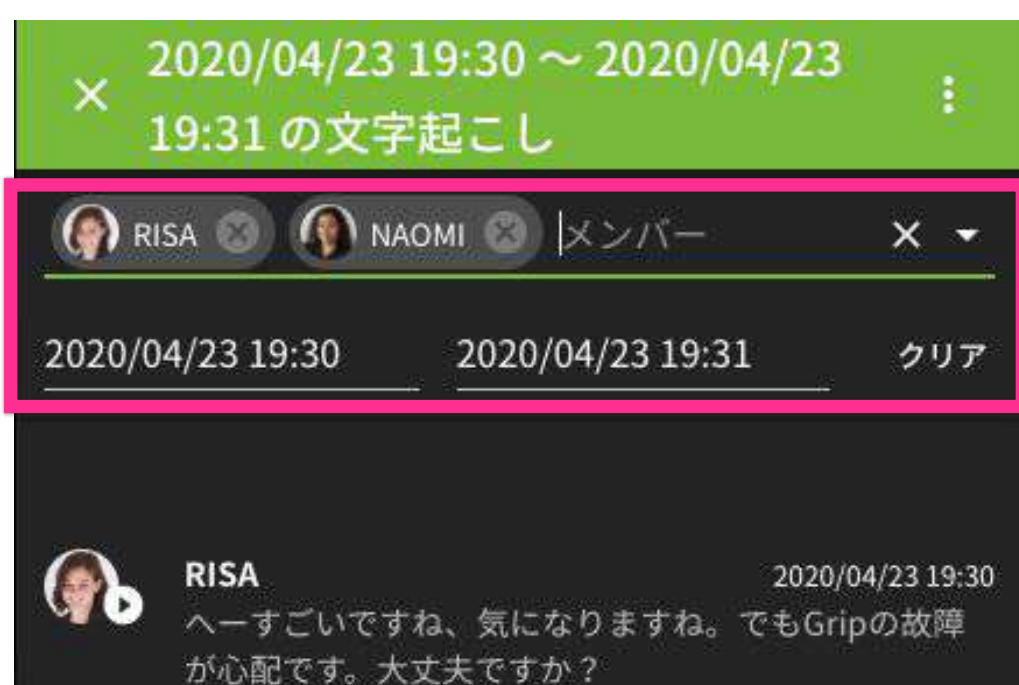 2020/04/23 19:30 ～ 2020/04/23
19:31 の文字起こし
RISA NAOMI メンバー
2020/04/23 19:30 2020/04/23 19:31 クリア
RISA 2020/04/23 19:30
へーすごいですね、気になりますね。でもGripの故障
が心配です。大丈夫ですか？